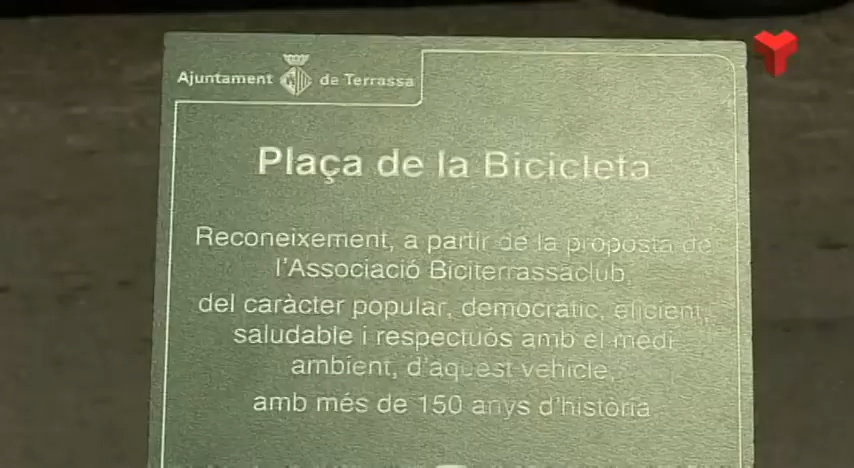 Ajuntament de Terrassa
Plaça de la Bicicleta
Reconeixement, a partir de la proposta de
l'Associació Biciterrassaclub,
del caràcter popular, democràtic, eficient,
saludable i respectuós amb el medi
ambient, d'aquest vehicle,
amb més de 150 anys d'història